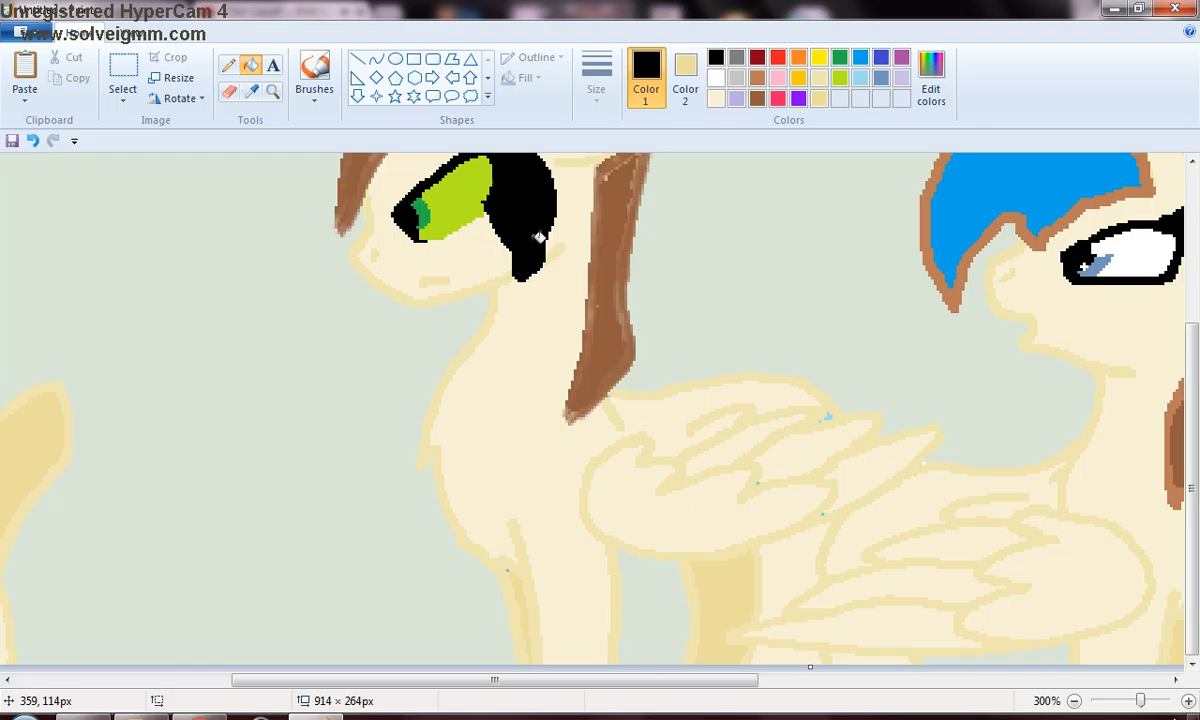 Unregistered HyperCam 4
www.solveigmm.com
Cut
Copy
Paste
Clipboard
Crop
Resize
Rotate
Select
Image
A
Tools
Brushes
Outline
Fill
Shapes
Size
Color
1
Color
2
Edit
colors
Colors
359, 114px
914 × 264px
300%